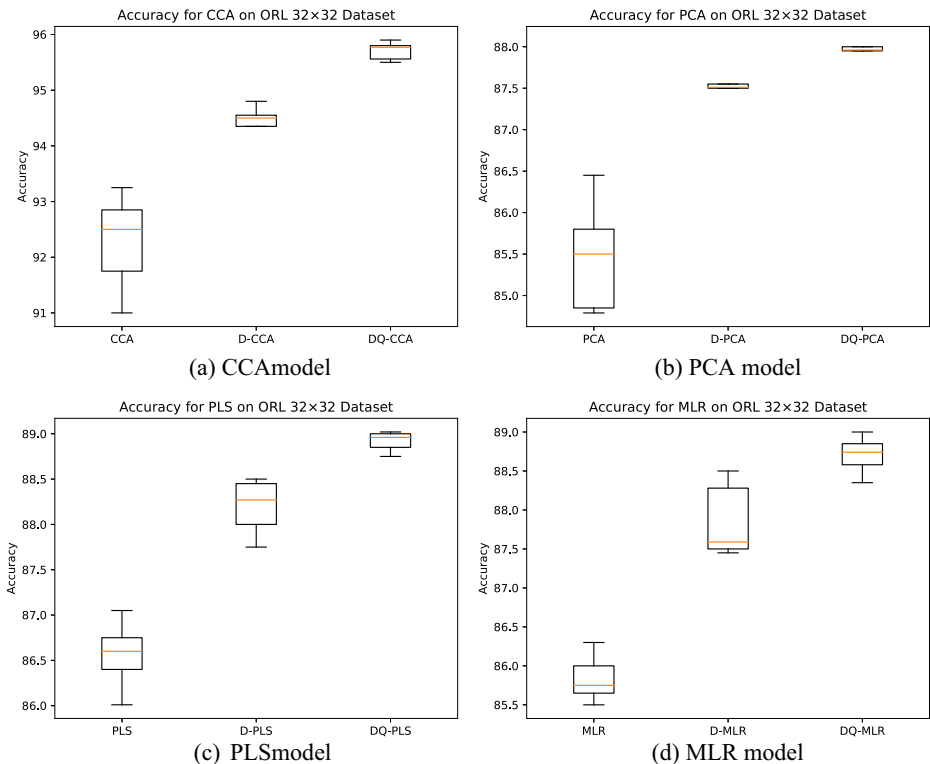 Accuracy for CCA on ORL 32×32 Dataset
96
95
94
93
92
91
Accuracy
CCA
D-CCA
DQ-CCA
(a) CCAmodel
Accuracy for PCA on ORL 32×32 Dataset
88.0
87.5
87.0
86.5
86.0
85.5
85.0
Accuracy
PCA
D-PCA
DQ-PCA
(b) PCA model
Accuracy for PLS on ORL 32×32 Dataset
89.0
88.5
88.0
87.5
87.0
86.5
86.0
Accuracy
PLS
D-PLS
DQ-PLS
(c) PLSmodel
Accuracy for MLR on ORL 32×32 Dataset
89.0
88.5
88.0
87.5
87.0
86.5
86.0
85.5
Accuracy
MLR
D-MLR
DQ-MLR
(d) MLR model